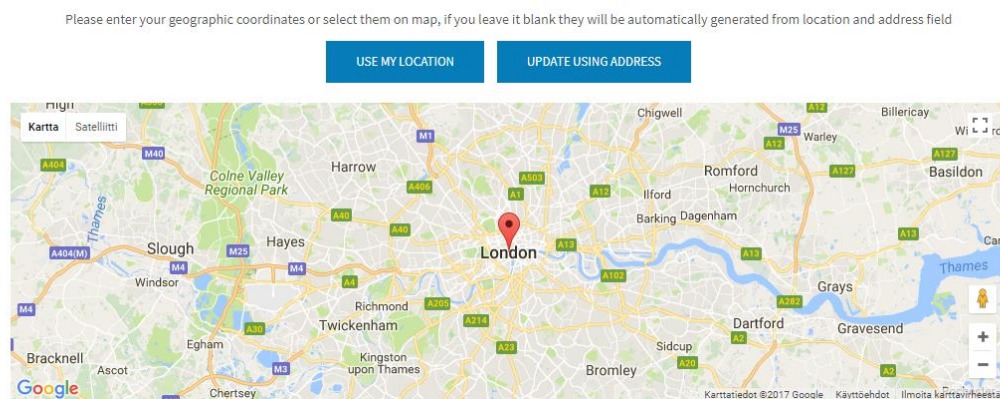 Please enter your geographic coordinates or select them on map, if you leave it blank they will be automatically generated from location and address field
USE MY LOCATION
UPDATE USING ADDRESS
High
Chigwell
A12
Billericay
Kartta
Satelliitti
M1
M25
Warley
A12
A404
M40
Harrow
A127
Colne Valley
Regional Park
A406
A503
A1
A12
Romford
Hornchurch
A127
Basildon
Ilford
Thames
A40
Barking
Dagenham
A40
A13
Slough
Hayes
London
A13
A404(M)
M25
A13
M4
M4
A4
A102
Thames
Windsor
Grays
M4
Richmond
A205
A282
A30
Twickenham
A214
Dartford
Gravesend
Egham
A23
Sidcup
A2
Bracknell
Ascot
M3
Kingston
upon Thames
Bromley
A20
Google
Chertsey
Karttatiedot ©2017 Google
Käyttöehdot
Ilmoita karttavirheestä